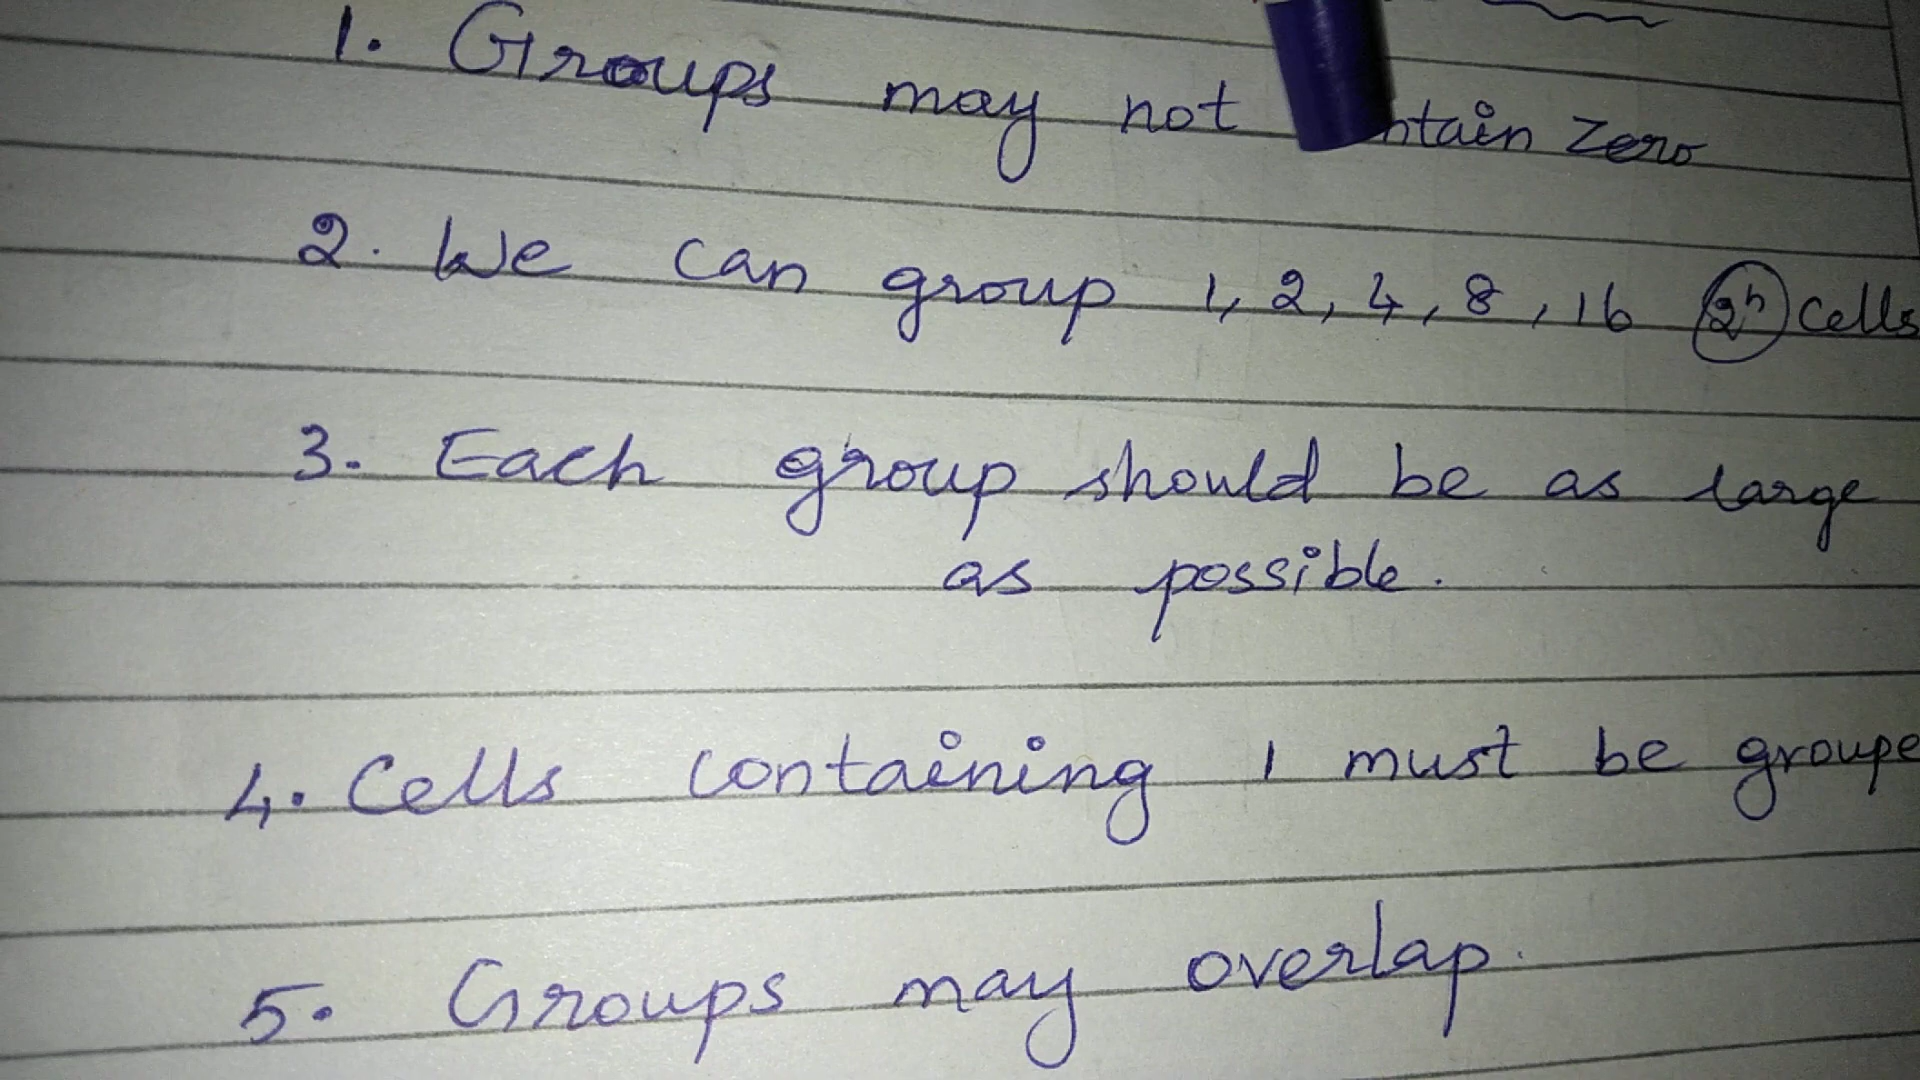 1. Groups may not ntain zero
2. We can group 1, 2, 4, 8, 16 2ⁿ cells
3. Each group should be as large
as possible.
4. Cells containing 1 must be groupe
5. Groups may overlap.